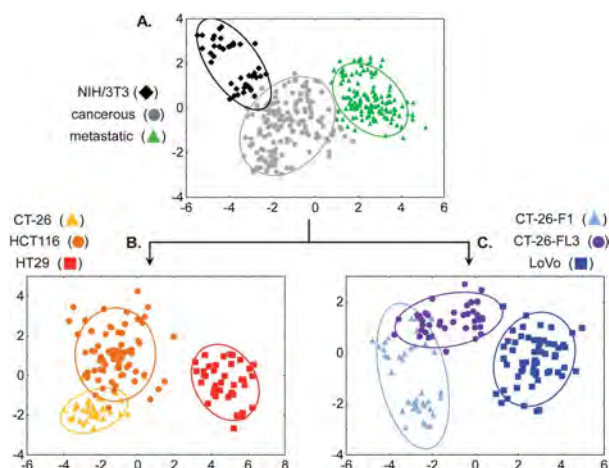 A.
4
2
0
-2
-4
-6 -4 -2 0 2 4 6
NIH/3T3 (◆)
cancerous (●)
metastatic (▲)
CT-26 (▲)
HCT116 (●)
HT29 (■)
B.
4
2
0
-2
-4
-6 -4 -2 0 2 4 6 8
CT-26-F1 (▲)
CT-26-FL3 (●)
LoVo (■)
C.
2
0
-2
-4
-6 -4 -2 0 2 4 6